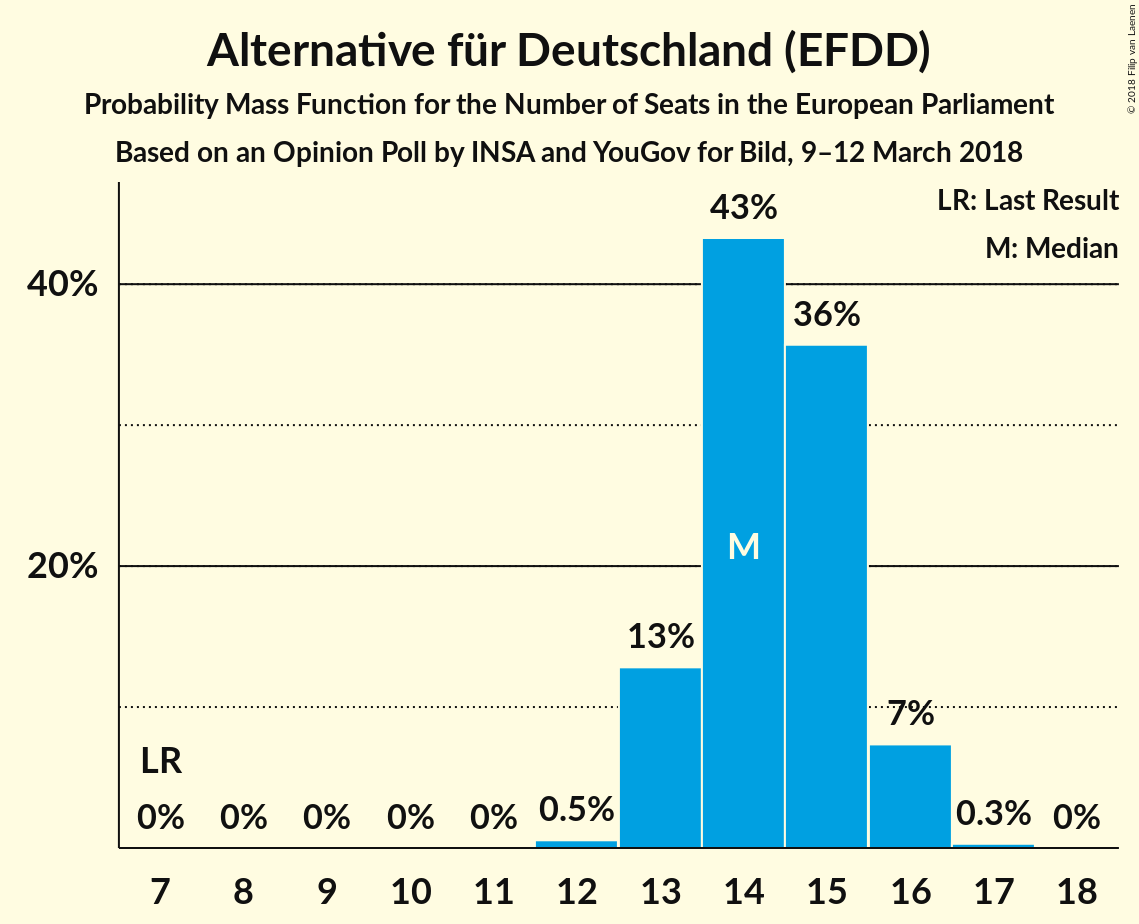 Alternative für Deutschland (EFDD)
Probability Mass Function for the Number of Seats in the European Parliament
Based on an Opinion Poll by INSA and YouGov for Bild, 9–12 March 2018
© 2018 Filip van Laenen
LR: Last Result
M: Median
43%
40%
36%
M
20%
13%
7%
LR
0% 0% 0% 0% 0% 0.5% 0.3% 0%
7 8 9 10 11 12 13 14 15 16 17 18